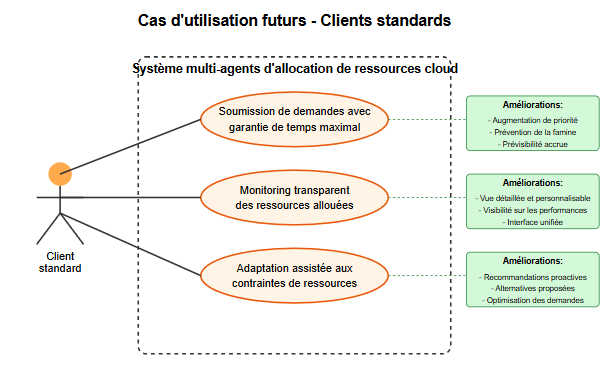 Cas d'utilisation futurs - Clients standards
Système multi-agents d'allocation de ressources cloud
Soumission de demandes avec
garantie de temps maximal
Améliorations:
- Augmentation de priorité
- Prévention de la famine
- Prévisibilité accrue
Monitoring transparent
des ressources allouées
Améliorations:
- Vue détaillée et personnalisable
- Visibilité sur les performances
- Interface unifiée
Client
standard
Adaptation assistée aux
contraintes de ressources
Améliorations:
- Recommandations proactives
- Alternatives proposées
- Optimisation des demandes